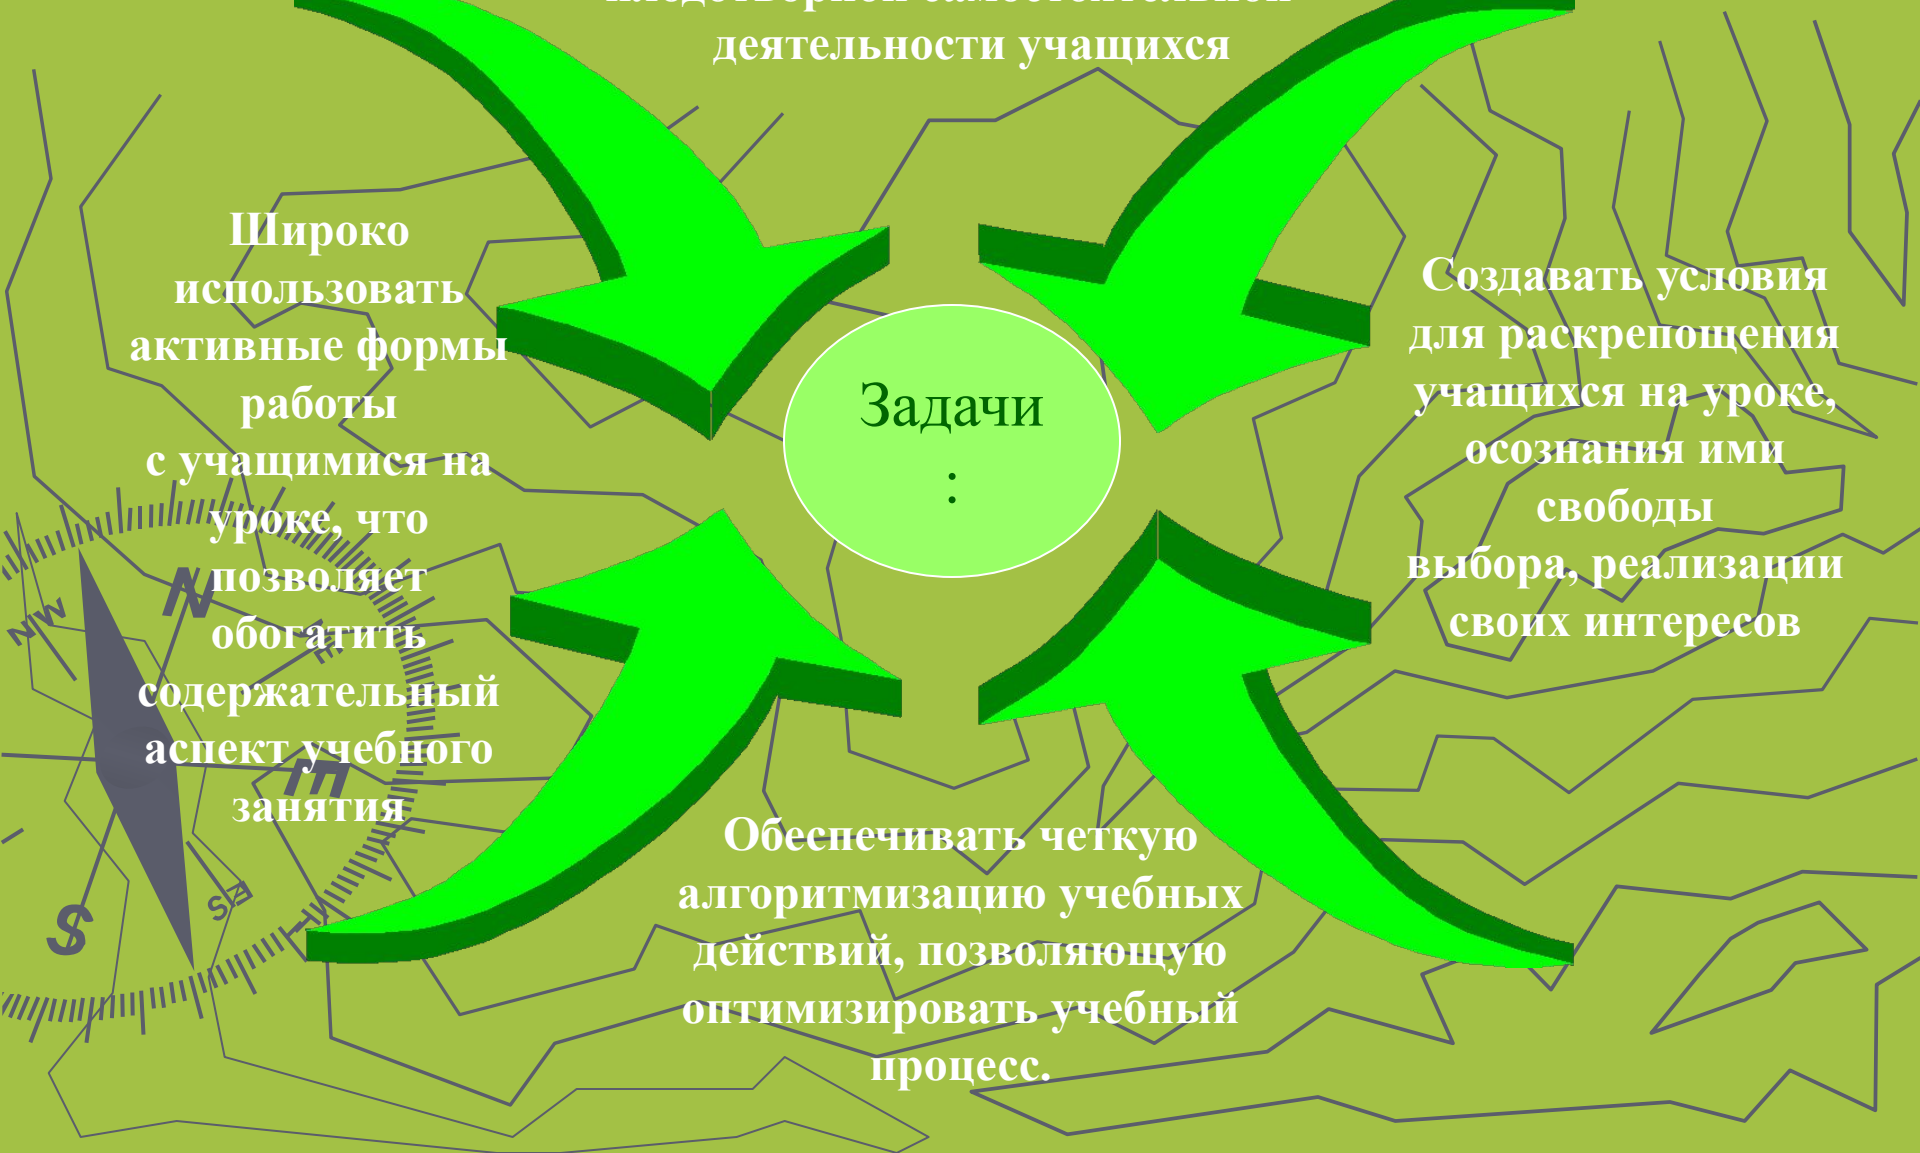 деятельности учащихся
Широко
использовать
активные формы
работы
с учащимися на
уроке, что
позволяет
обогатить
содержательный
аспект учебного
занятия
Задачи
:
Создавать условия
для раскрепощения
учащихся на уроке,
осознания ими
свободы
выбора, реализации
своих интересов
Обеспечивать четкую
алгоритмизацию учебных
действий, позволяющую
оптимизировать учебный
процесс.
N
NW
E
S